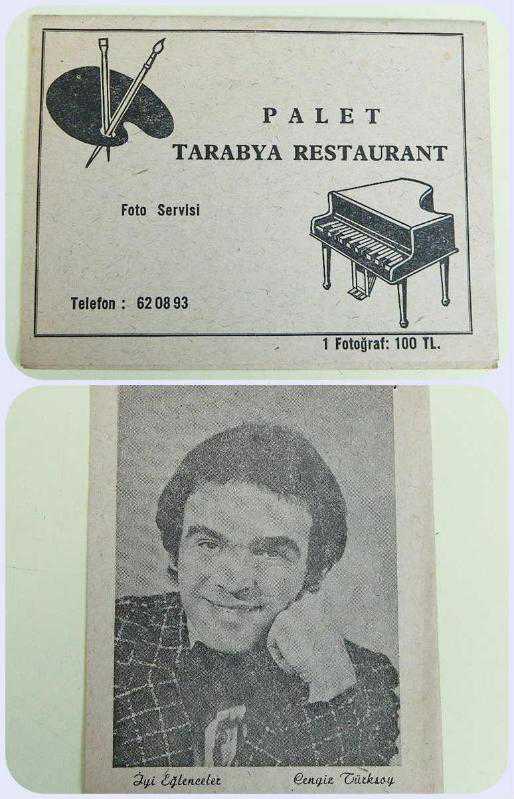 PALET
TARABYA RESTAURANT
Foto Servisi
Telefon : 62 08 93
1 Fotoğraf: 100 TL.
İyi Eğlenceler Cengiz Türksoy